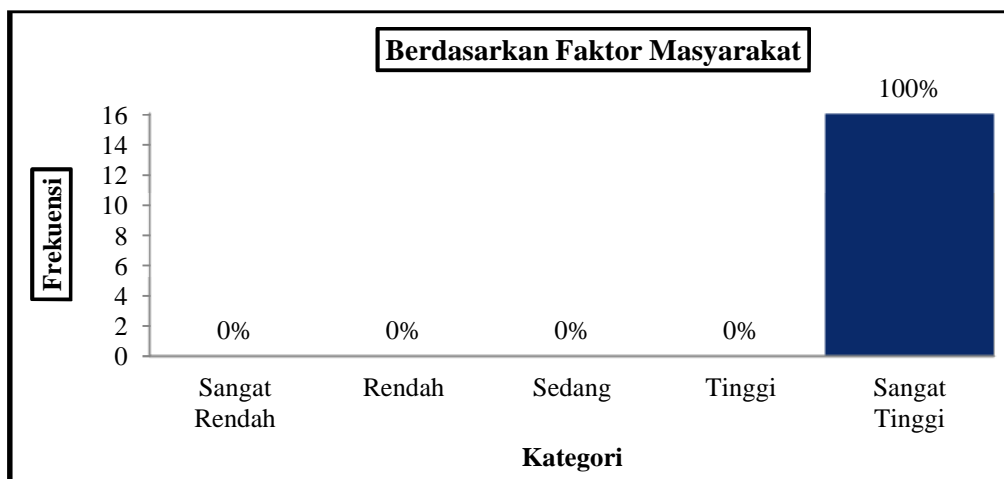 Berdasarkan Faktor Masyarakat
100%
16
14
12
10
8
6
4
2
0
Frekuensi
0%
0%
0%
0%
Sangat
Rendah
Rendah
Sedang
Tinggi
Sangat
Tinggi
Kategori